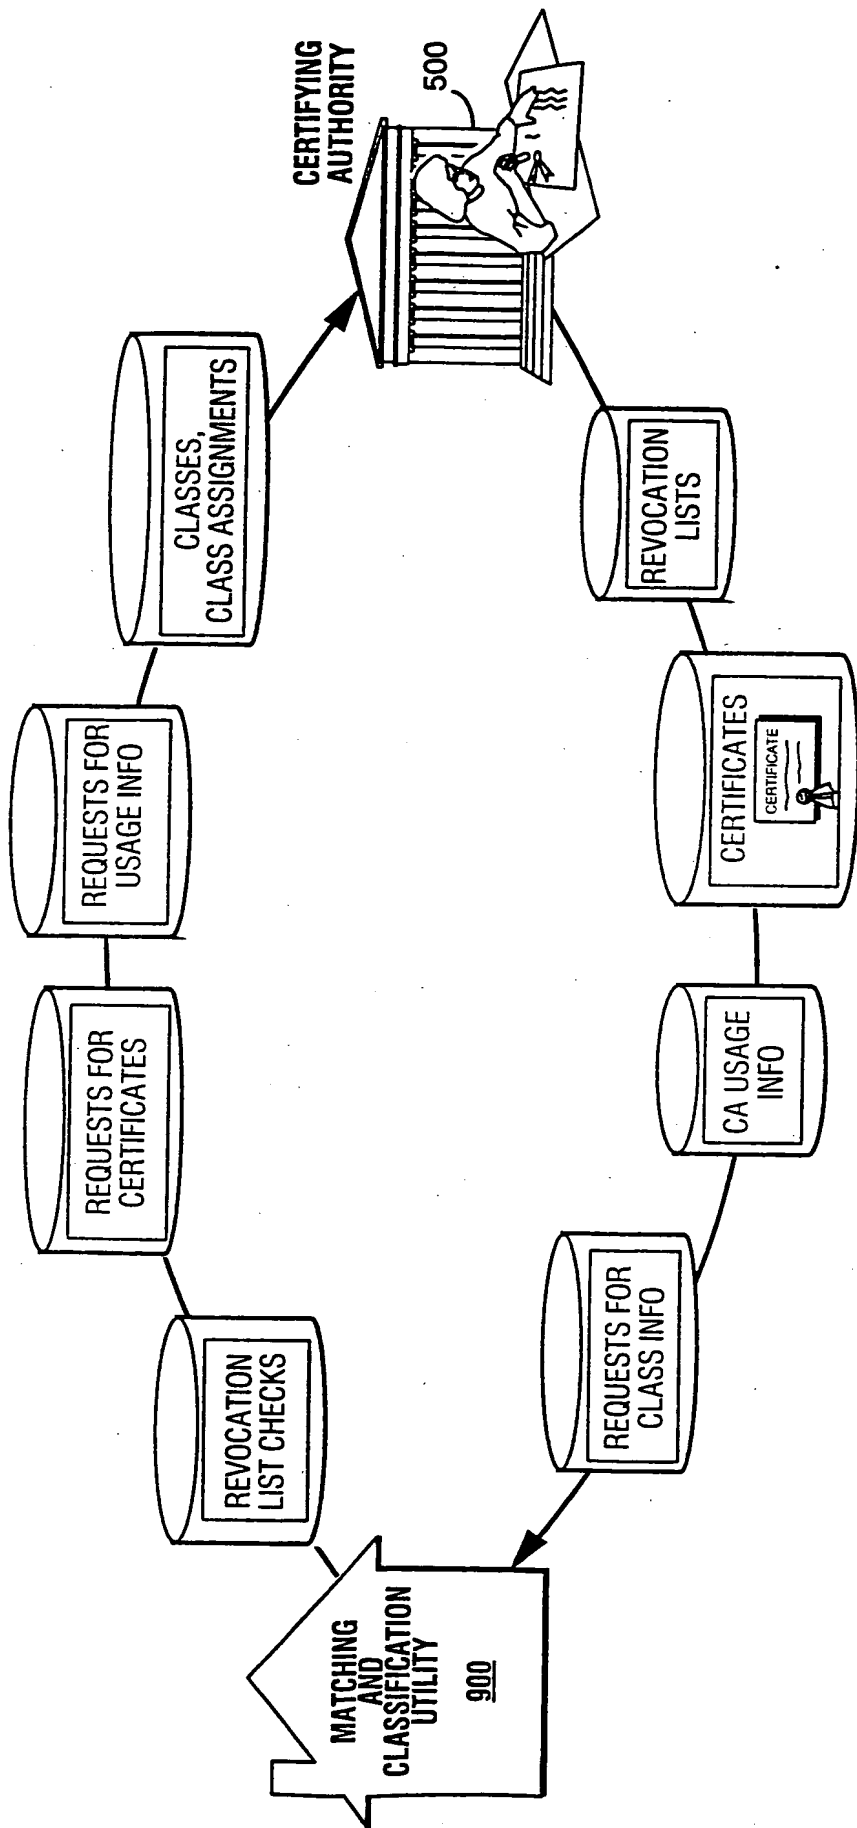 REVOCATION
LIST CHECKS
REQUESTS FOR
CERTIFICATES
REQUESTS FOR
USAGE INFO
CLASSES,
CLASS ASSIGNMENTS
MATCHING
AND
CLASSIFICATION
UTILITY
900
CERTIFYING
AUTHORITY
500
REQUESTS FOR
CLASS INFO
CA USAGE
INFO
CERTIFICATES
CERTIFICATE
REVOCATION
LISTS